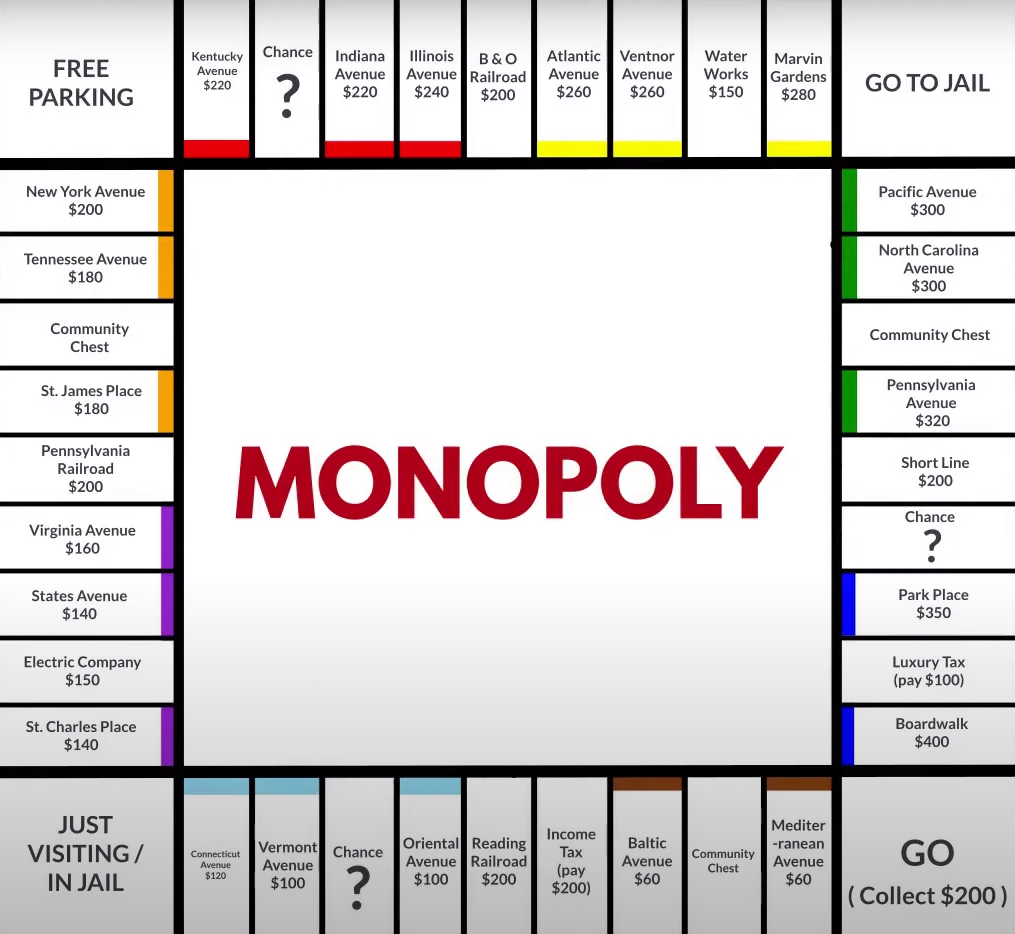 FREE
PARKING
Kentucky
Avenue
$220
Chance
?
Indiana
Avenue
$220
Illinois
Avenue
$240
B & O
Railroad
$200
Atlantic
Avenue
$260
Ventnor
Avenue
$260
Water
Works
$150
Marvin
Gardens
$280
GO TO JAIL
New York Avenue
$200
Tennessee Avenue
$180
Community
Chest
St. James Place
$180
Pennsylvania
Railroad
$200
Virginia Avenue
$160
States Avenue
$140
Electric Company
$150
St. Charles Place
$140
MONOPOLY
Pacific Avenue
$300
North Carolina
Avenue
$300
Community Chest
Pennsylvania
Avenue
$320
Short Line
$200
Chance
?
Park Place
$350
Luxury Tax
(pay $100)
Boardwalk
$400
JUST
VISITING /
IN JAIL
Connecticut
Avenue
$120
Vermont
Avenue
$100
Chance
?
Oriental
Avenue
$100
Reading
Railroad
$200
Income
Tax
(pay
$200)
Baltic
Avenue
$60
Community
Chest
Mediter
-ranean
Avenue
$60
GO
( Collect $200 )